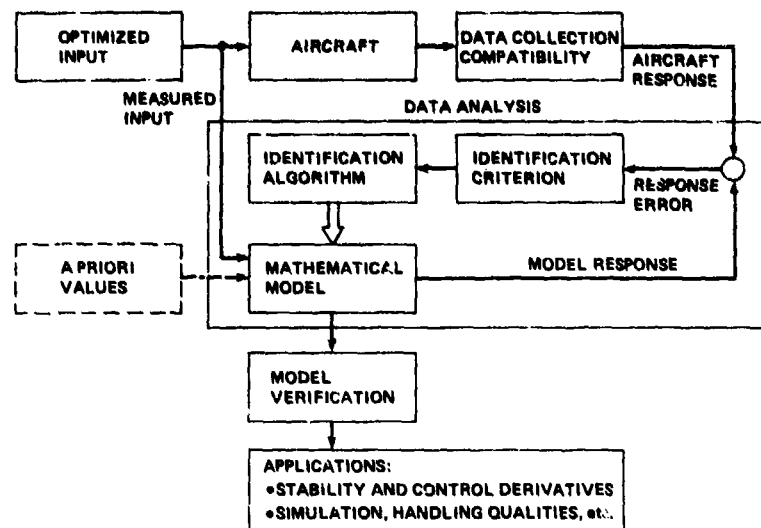 OPTIMIZED
INPUT
AIRCRAFT
DATA COLLECTION
COMPATIBILITY
AIRCRAFT
RESPONSE
MEASURED
INPUT
DATA ANALYSIS
IDENTIFICATION
ALGORITHM
IDENTIFICATION
CRITERION
RESPONSE
ERROR
A PRIORI
VALUES
MATHEMATICAL
MODEL
MODEL RESPONSE
MODEL
VERIFICATION
APPLICATIONS:
•STABILITY AND CONTROL DERIVATIVES
•SIMULATION, HANDLING QUALITIES, etc.